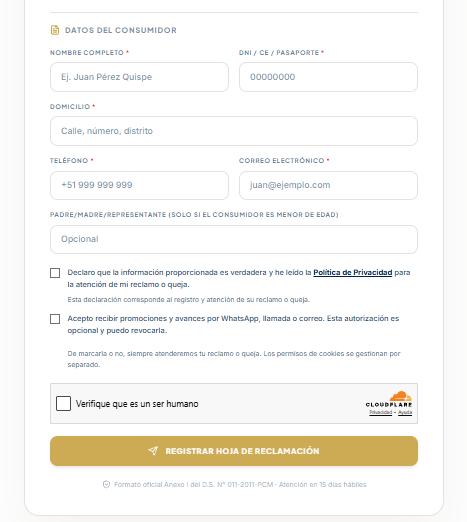 DATOS DEL CONSUMIDOR
NOMBRE COMPLETO *
DNI / CE / PASAPORTE *
Ej. Juan Pérez Quispe
00000000
DOMICILIO *
Calle, número, distrito
TELÉFONO *
CORREO ELECTRÓNICO *
+51 999 999 999
juan@ejemplo.com
PADRE/MADRE/REPRESENTANTE (SOLO SI EL CONSUMIDOR ES MENOR DE EDAD)
Opcional
Declaro que la información proporcionada es verdadera y he leído la Política de Privacidad para
la atención de mi reclamo o queja.
Esta declaración corresponde al registro y atención de su reclamo o queja.
Acepto recibir promociones y avances por WhatsApp, llamada o correo. Esta autorización es
opcional y puedo revocarla.
De marcarla o no, siempre atenderemos tu reclamo o queja. Los permisos de cookies se gestionan por
separado.
Verifique que es un ser humano
CLOUDFLARE
Privacidad • Ayuda
REGISTRAR HOJA DE RECLAMACIÓN
Formato oficial Anexo I del D.S. N° 011-2011-PCM - Atención en 15 días hábiles